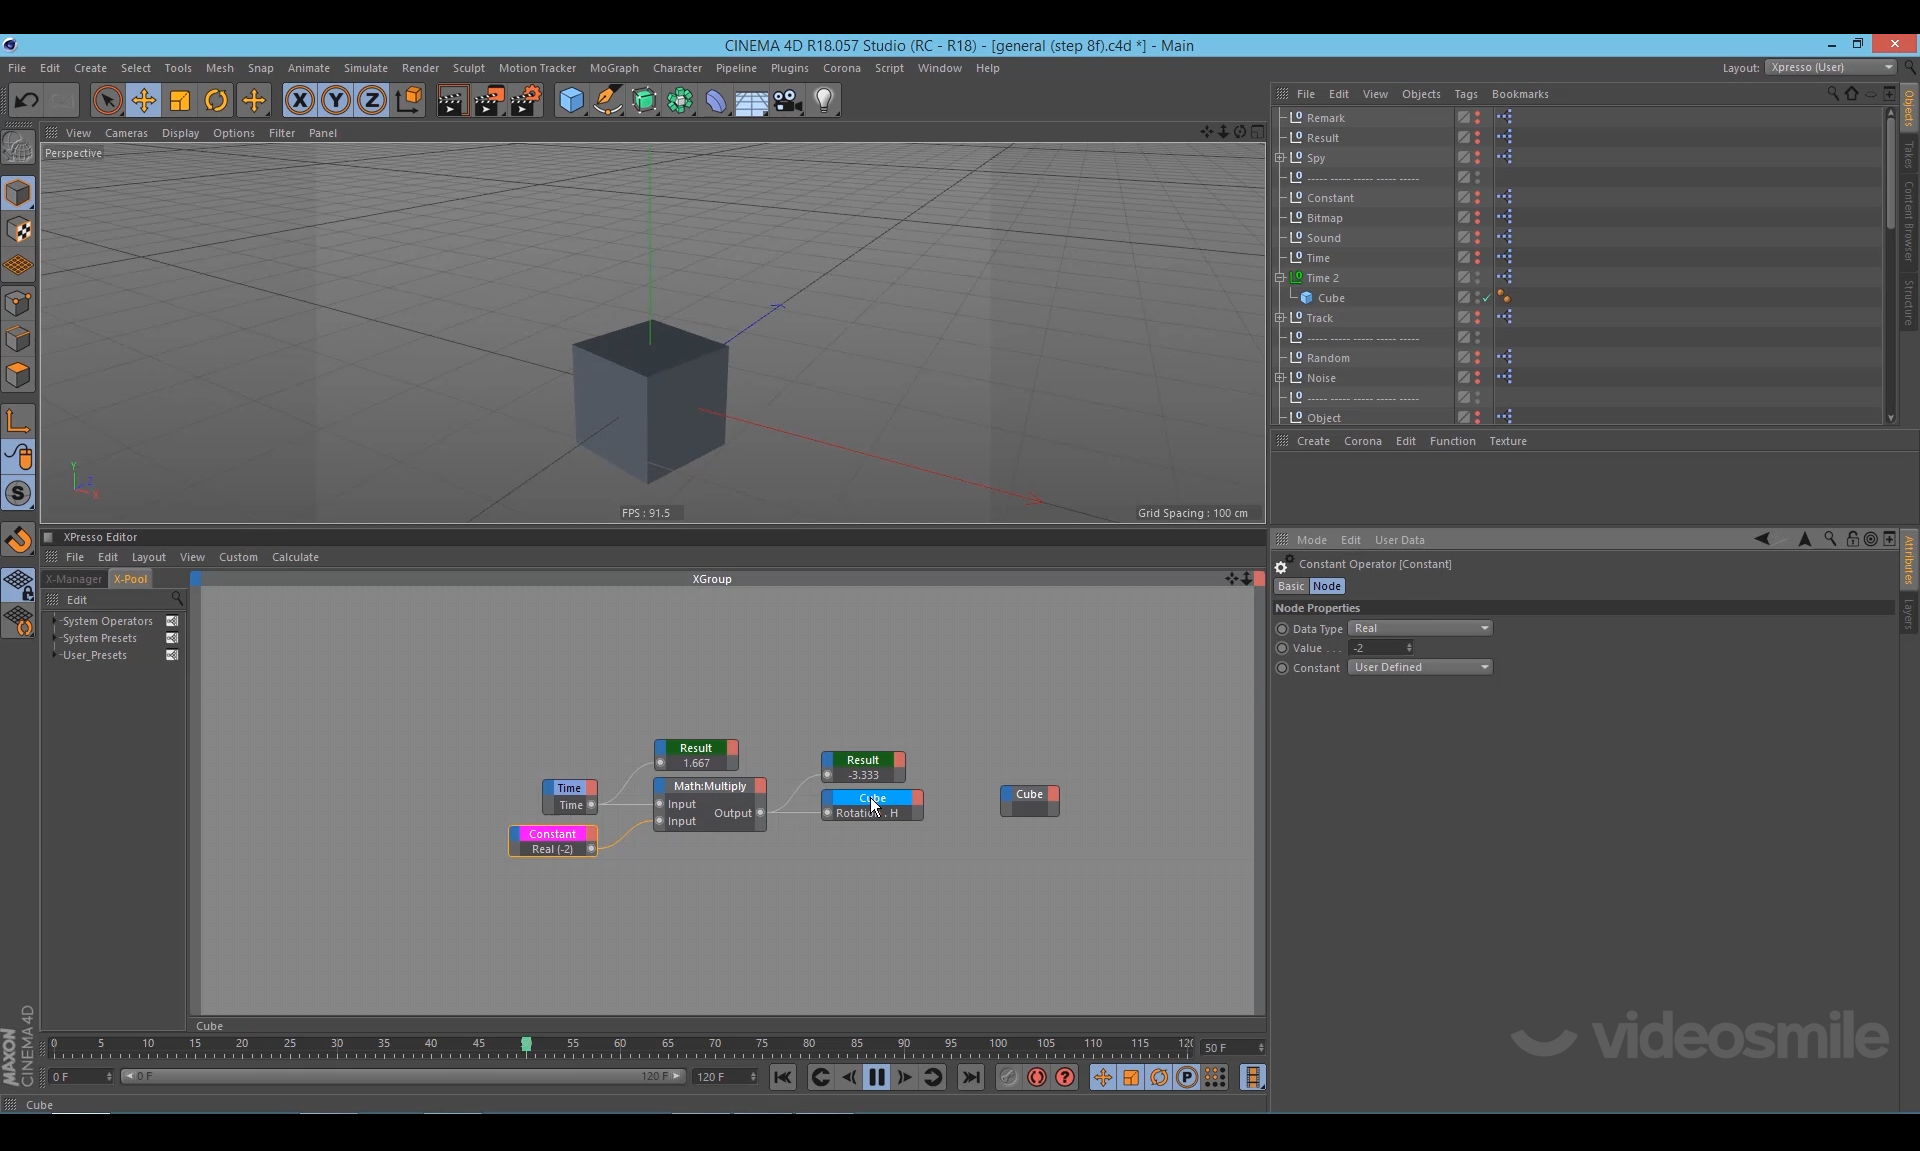 CINEMA 4D R18.057 Studio (RC - R18) - [general (step 8f).c4d *] - Main
File Edit Create Select Tools Mesh Snap Animate Simulate Render Sculpt Motion Tracker MoGraph Character Pipeline Plugins Corona Script Window Help
Layout: Xpresso (User)
View Cameras Display Options Filter Panel
Perspective
FPS : 91.5
Grid Spacing : 100 cm
Y
Z
X
File Edit View Objects Tags Bookmarks
Remark
Result
Spy
----- ----- ----- ----- -----
Constant
Bitmap
Sound
Time
Time 2
Cube
Track
----- ----- ----- ----- -----
Random
Noise
----- ----- ----- ----- -----
Object
Objects
Takes
Content Browser
Structure
Create Corona Edit Function Texture
Mode Edit User Data
Constant Operator [Constant]
Basic Node
Node Properties
Data Type Real
Value . . . -2
Constant User Defined
Attributes
Layers
XPresso Editor
File Edit Layout View Custom Calculate
X-Manager X-Pool
Edit
System Operators
System Presets
User_Presets
XGroup
Result
1.667
Time
Time
Math:Multiply
Input
Input
Output
Constant
Real (-2)
Result
-3.333
Cube
Rotation . H
Cube
Cube
0 5 10 15 20 25 30 35 40 45 50 55 60 65 70 75 80 85 90 95 100 105 110 115 120
50 F
0 F
0 F
120 F
120 F
Cube
MAXON
CINEMA 4D
videosmile